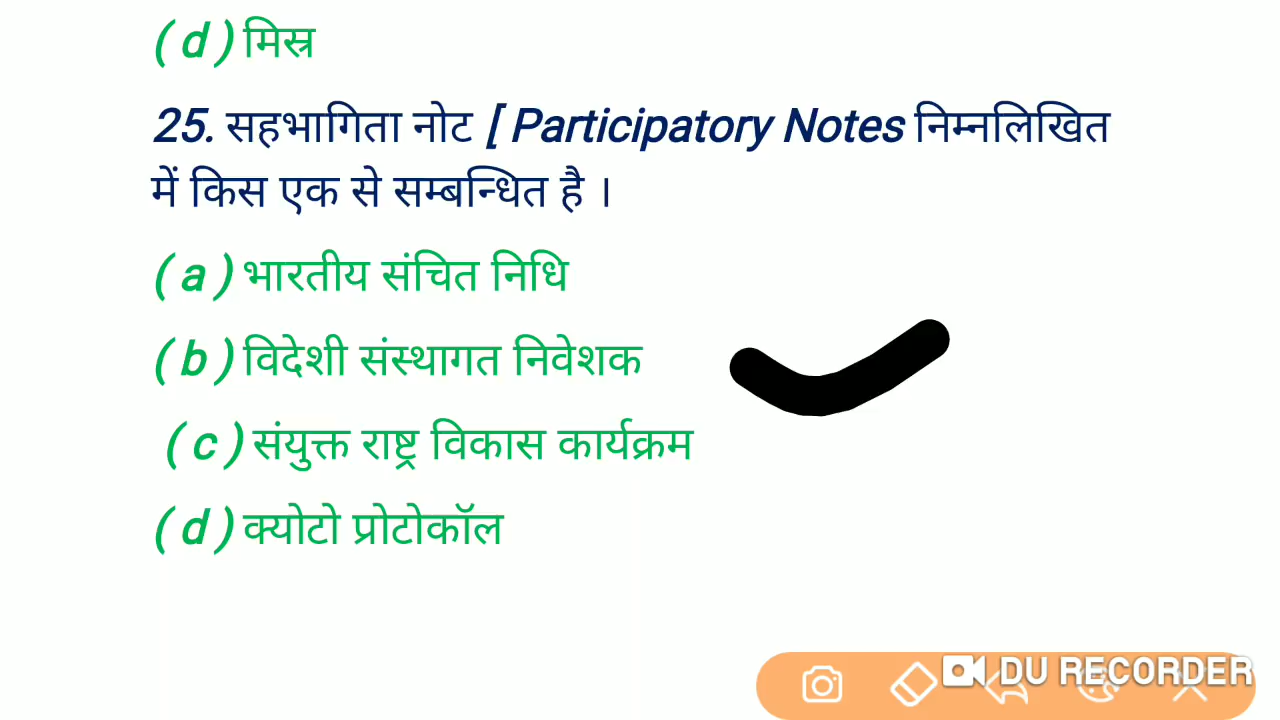 ( d ) मिस्र
25. सहभागिता नोट [ Participatory Notes निम्नलिखित
में किस एक से सम्बन्धित है ।
( a ) भारतीय संचित निधि
( b ) विदेशी संस्थागत निवेशक
( c ) संयुक्त राष्ट्र विकास कार्यक्रम
( d ) क्योटो प्रोटोकॉल
DU RECORDER